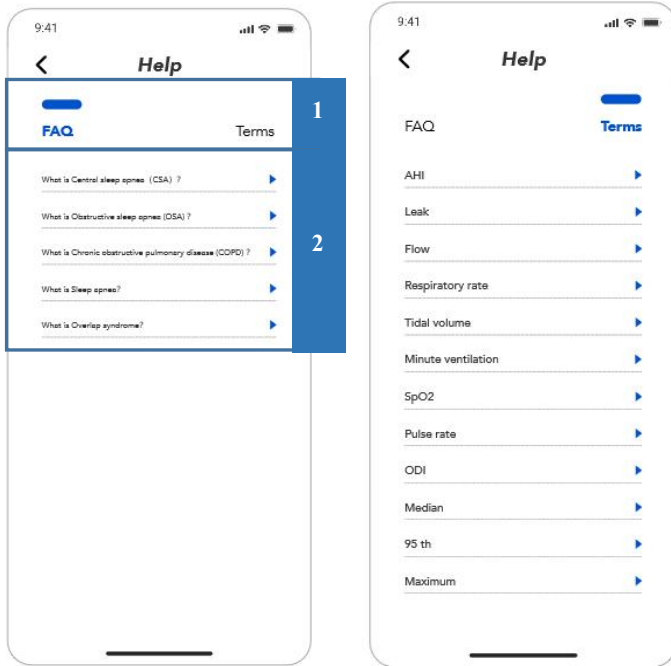 9:41
Help
1
FAQ Terms
2
What is Central sleep apnea (CSA) ?
What is Obstructive sleep apnea (OSA) ?
What is Chronic obstructive pulmonary disease (COPD) ?
What is Sleep apnea?
What is Overlap syndrome?
9:41
Help
FAQ Terms
AHI
Leak
Flow
Respiratory rate
Tidal volume
Minute ventilation
SpO2
Pulse rate
ODI
Median
95 th
Maximum